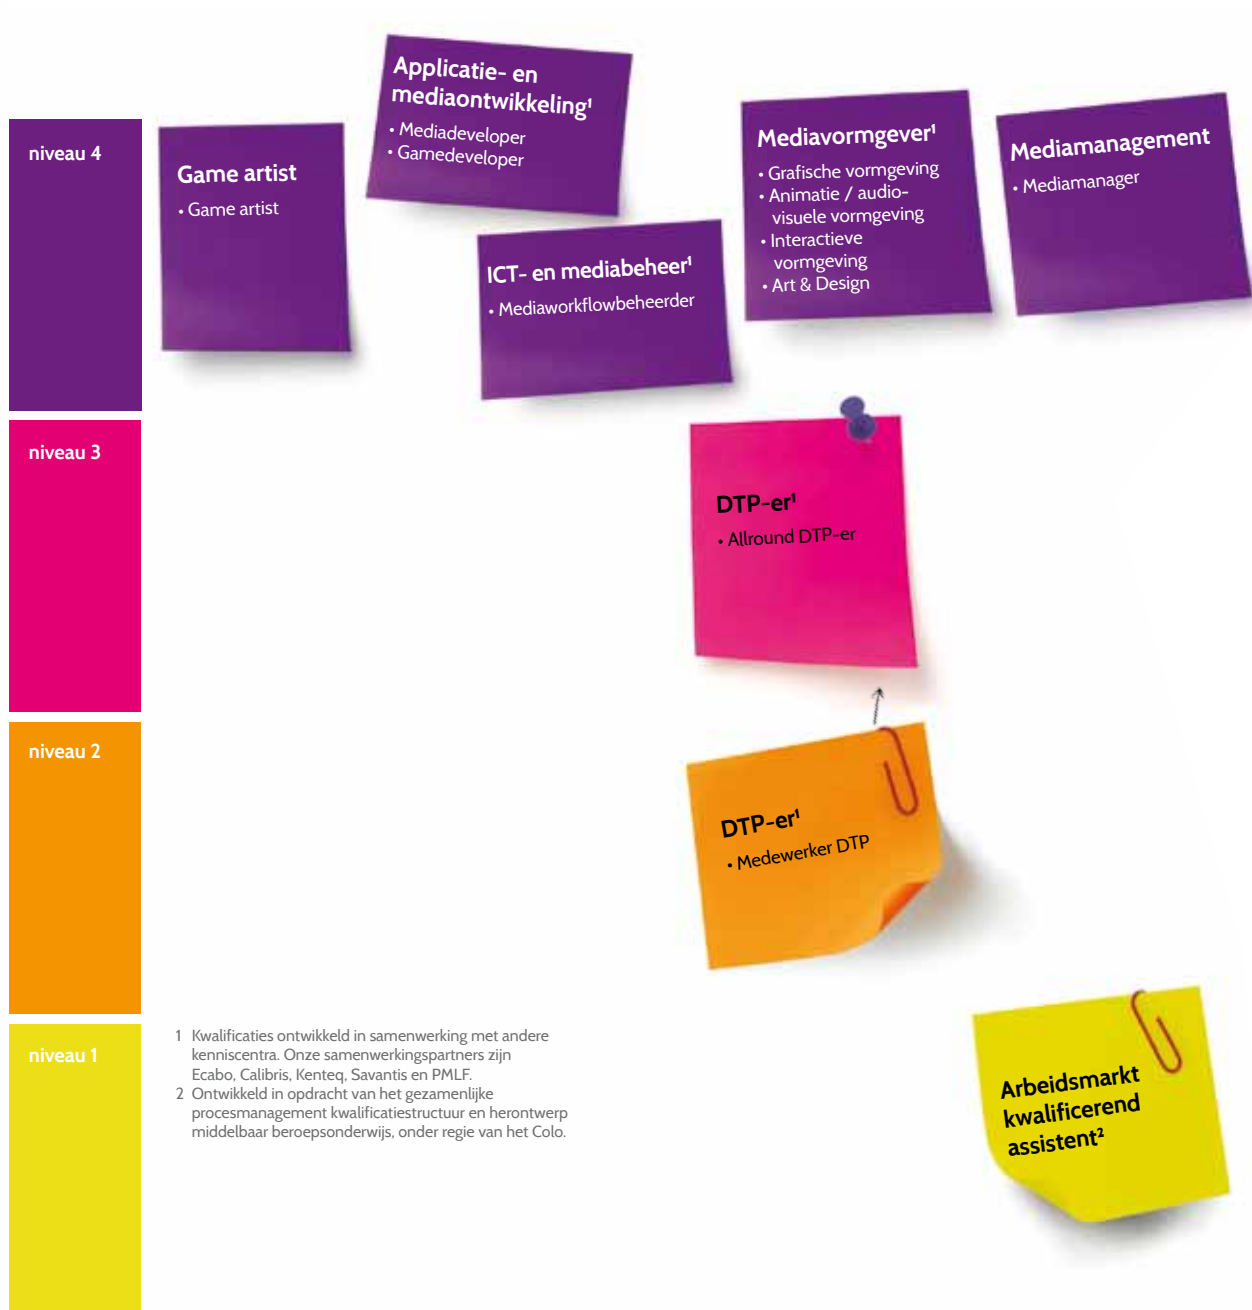 niveau 4
Game artist
• Game artist
Applicatie- en
mediaontwikkeling¹
• Mediadeveloper
• Gamedeveloper
ICT- en mediabeheer¹
• Mediaworkflowbeheerder
Mediavormgever¹
• Grafische vormgeving
• Animatie / audio-
visuele vormgeving
• Interactieve
vormgeving
• Art & Design
Mediamanagement
• Mediamanager
niveau 3
DTP-er¹
• Allround DTP-er
niveau 2
DTP-er¹
• Medewerker DTP
niveau 1
1 Kwalificaties ontwikkeld in samenwerking met andere
kenniscentra. Onze samenwerkingspartners zijn
Ecabo, Calibris, Kenteq, Savantis en PMLF.
2 Ontwikkeld in opdracht van het gezamenlijke
procesmanagement kwalificatiestructuur en herontwerp
middelbaar beroepsonderwijs, onder regie van het Colo.
Arbeidsmarkt
kwalificerend
assistent²